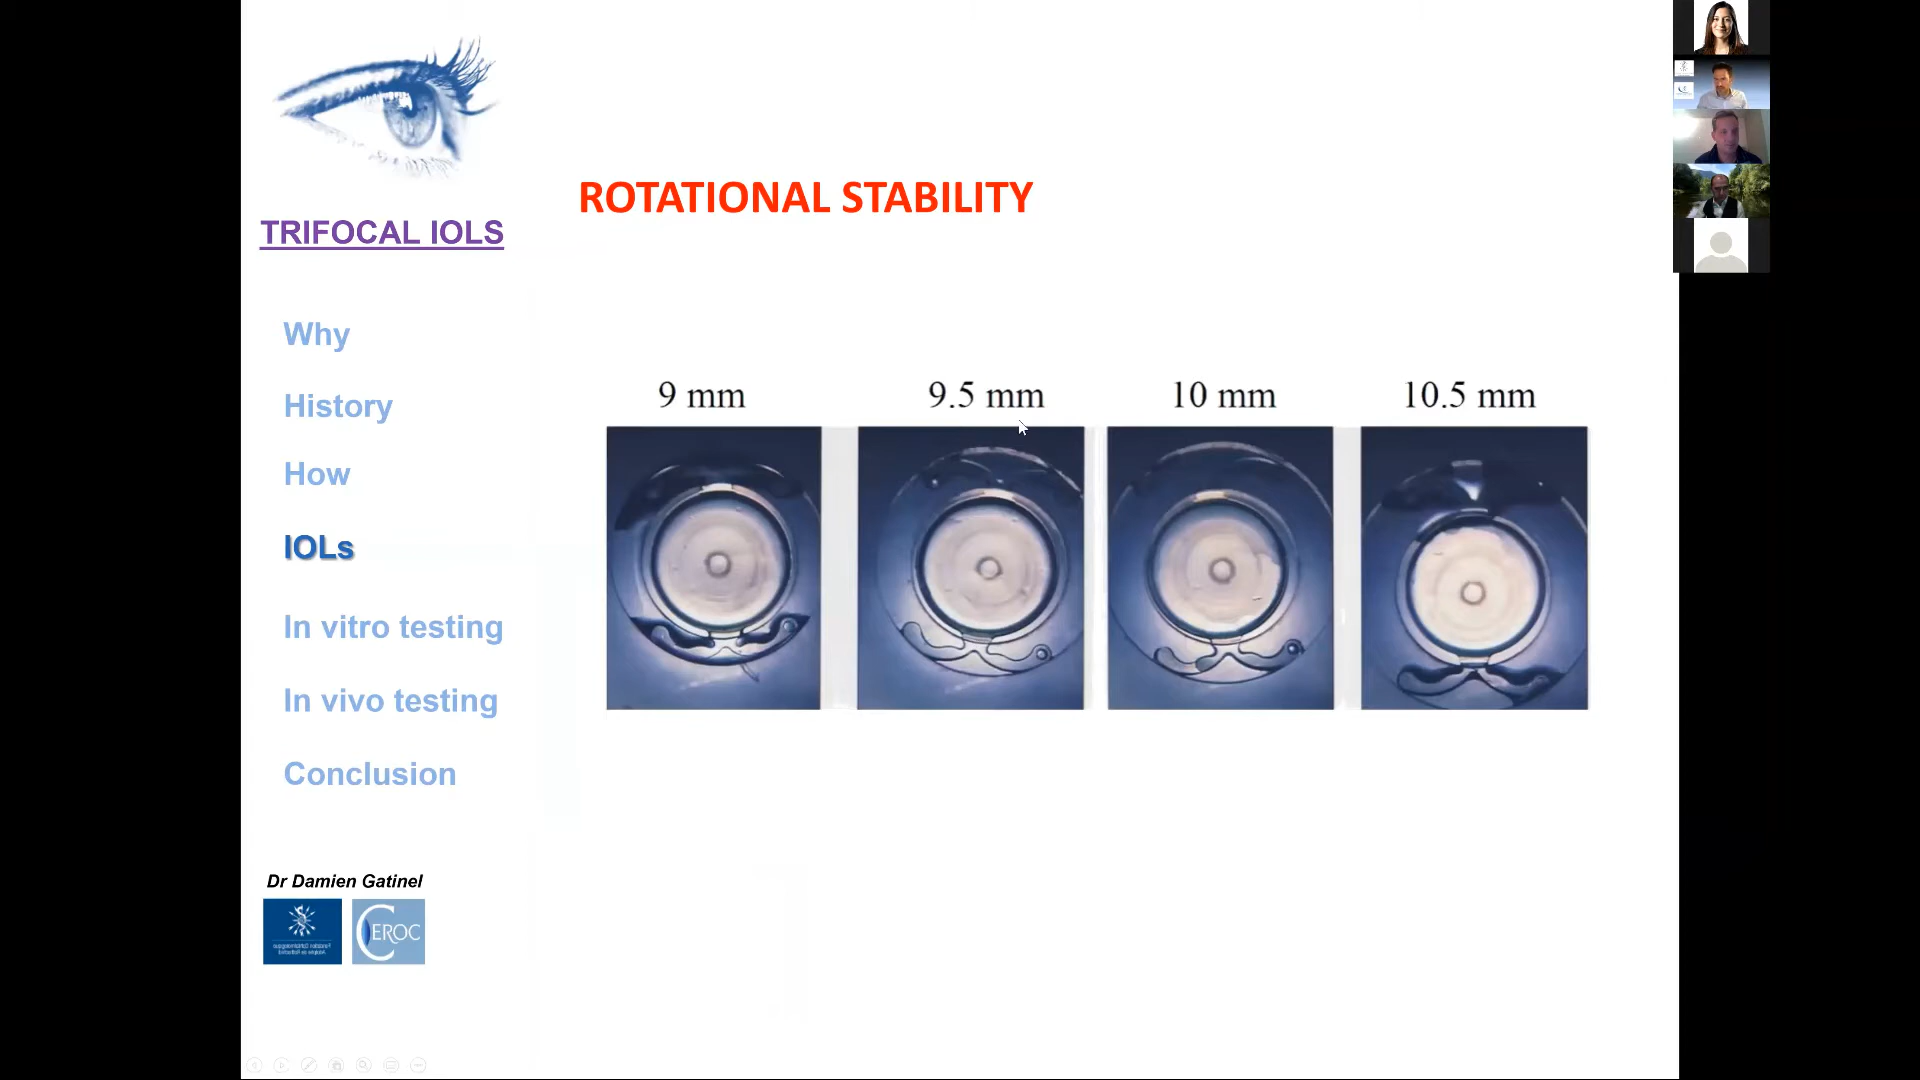 ROTATIONAL STABILITY
TRIFOCAL IOLS
Why
History
How
IOLs
In vitro testing
In vivo testing
Conclusion
9 mm
9.5 mm
10 mm
10.5 mm
Dr Damien Gatinel
CEROC